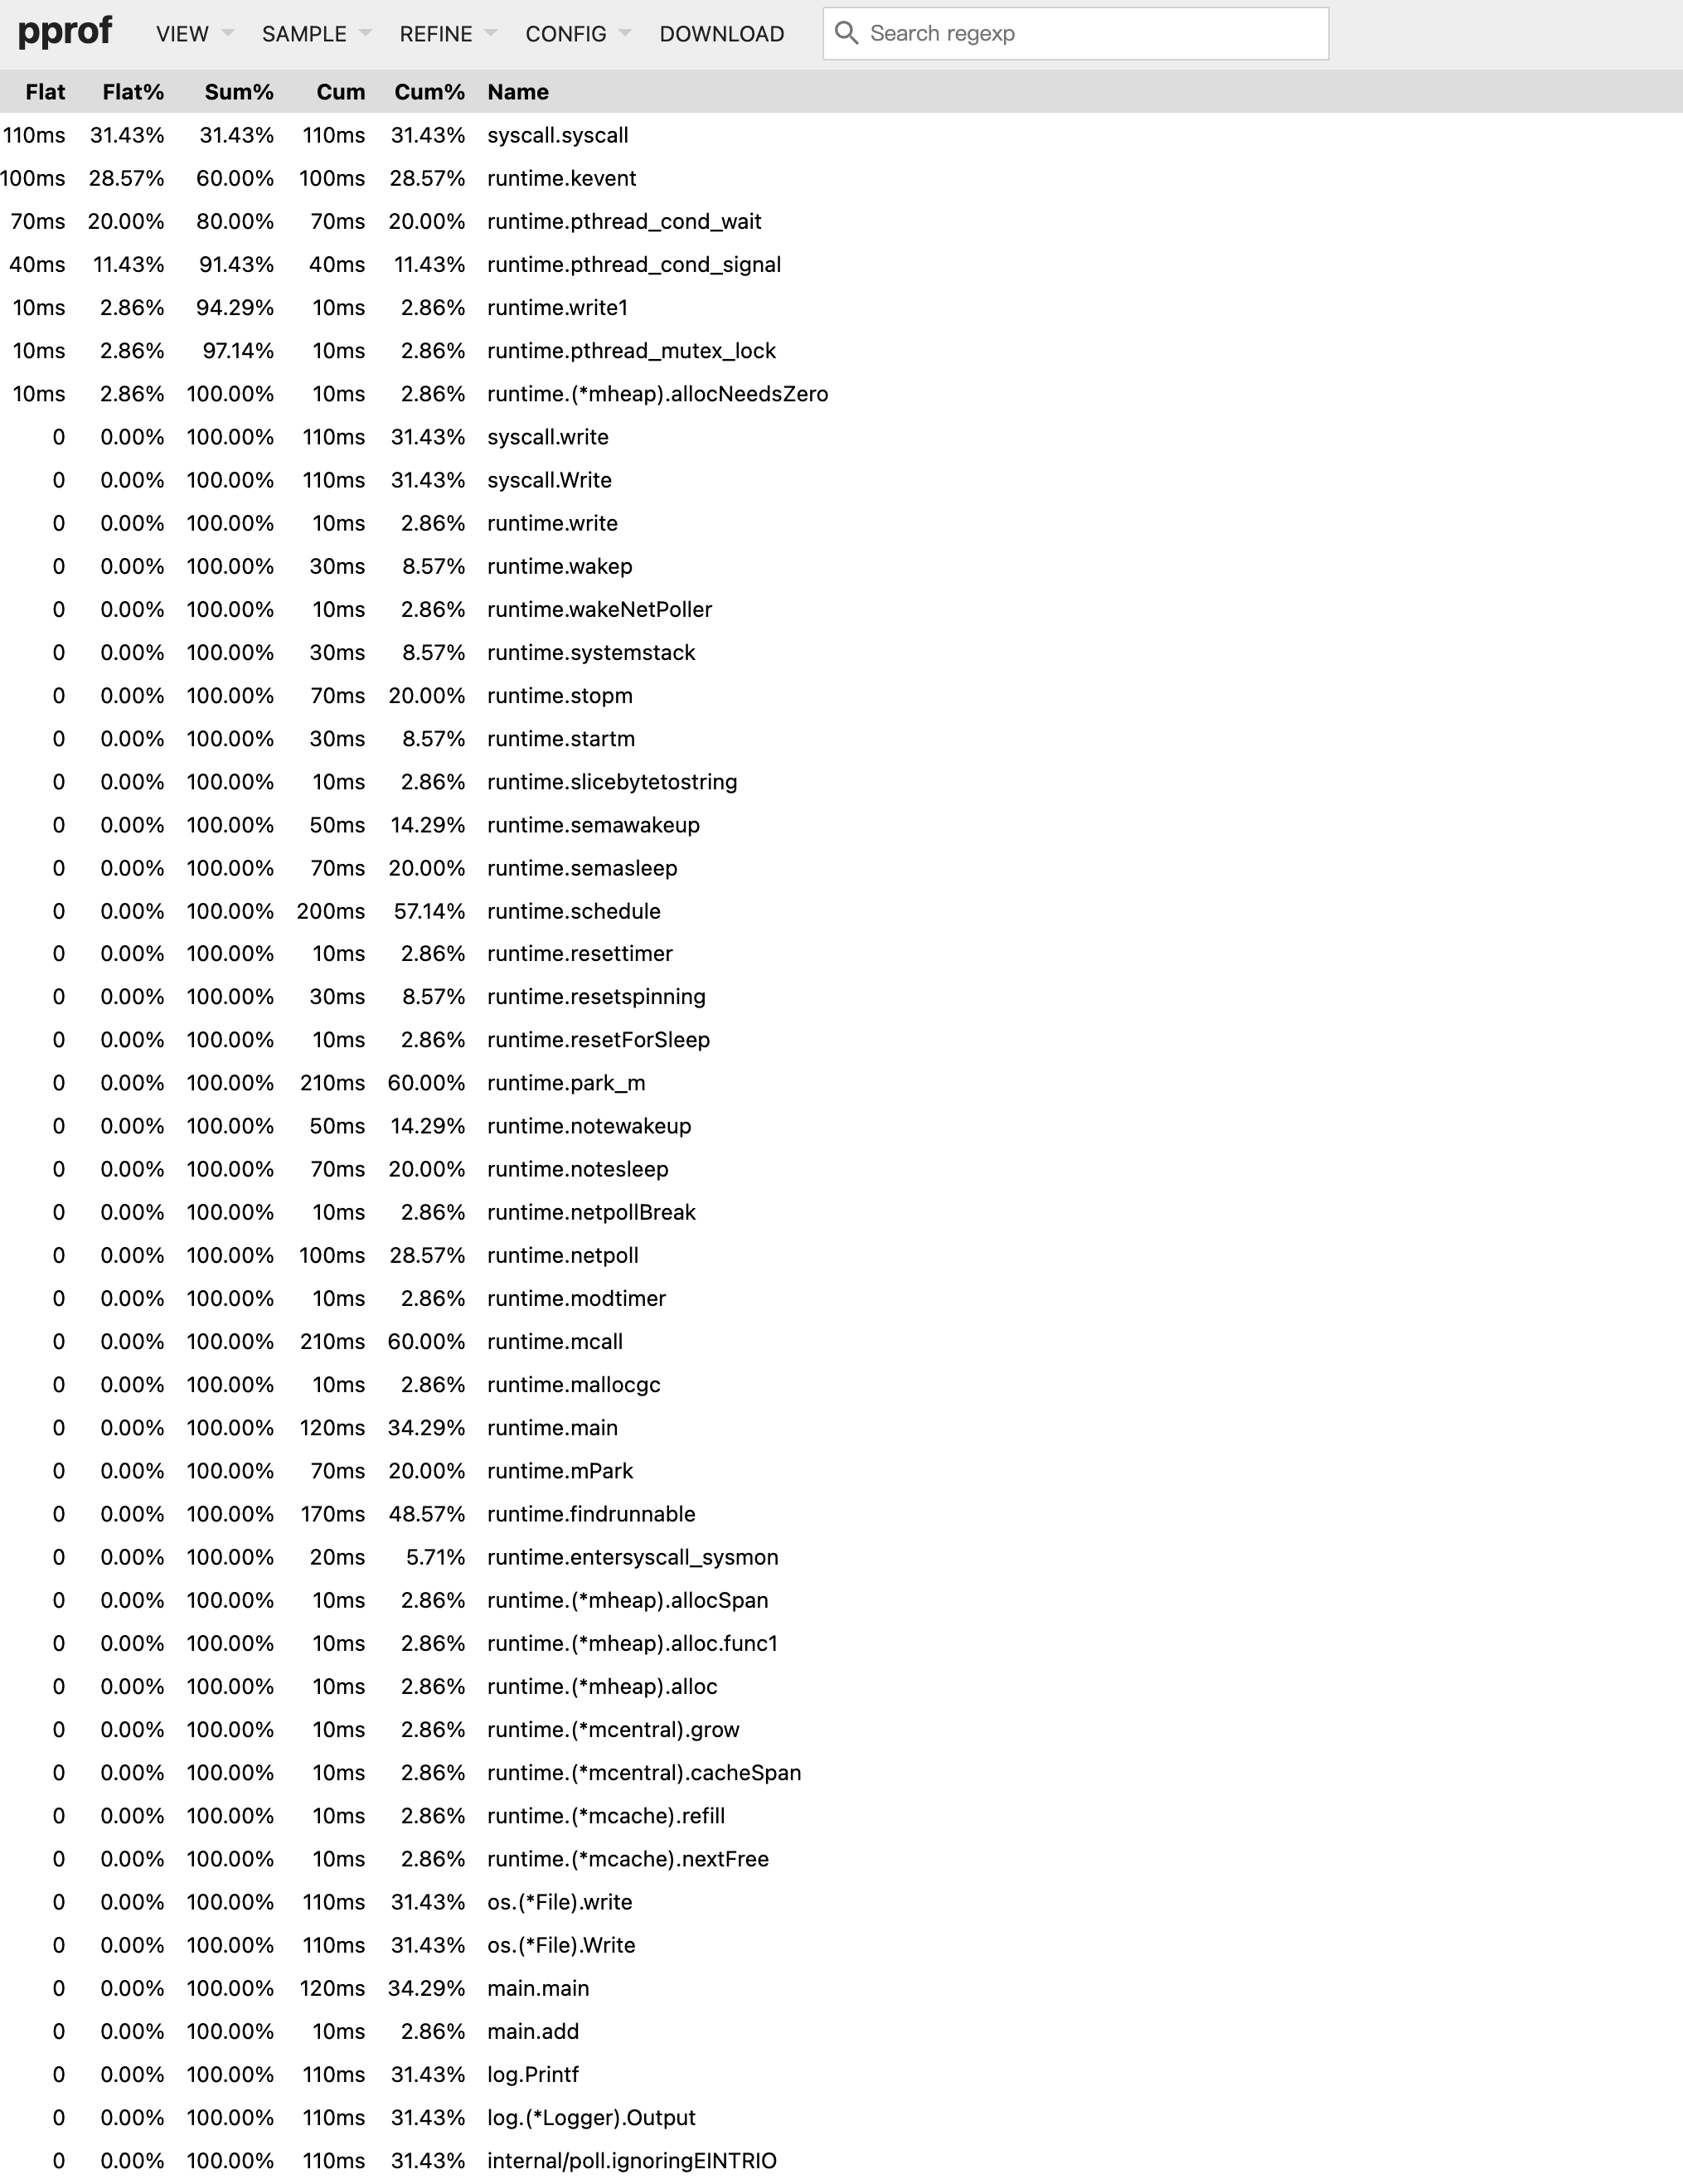 pprof VIEW SAMPLE REFINE CONFIG DOWNLOAD Search regexp
Flat Flat% Sum% Cum Cum% Name
110ms 31.43% 31.43% 110ms 31.43% syscall.syscall
100ms 28.57% 60.00% 100ms 28.57% runtime.kevent
70ms 20.00% 80.00% 70ms 20.00% runtime.pthread_cond_wait
40ms 11.43% 91.43% 40ms 11.43% runtime.pthread_cond_signal
10ms 2.86% 94.29% 10ms 2.86% runtime.write1
10ms 2.86% 97.14% 10ms 2.86% runtime.pthread_mutex_lock
10ms 2.86% 100.00% 10ms 2.86% runtime.(*mheap).allocNeedsZero
0 0.00% 100.00% 110ms 31.43% syscall.write
0 0.00% 100.00% 110ms 31.43% syscall.Write
0 0.00% 100.00% 10ms 2.86% runtime.write
0 0.00% 100.00% 30ms 8.57% runtime.wakep
0 0.00% 100.00% 10ms 2.86% runtime.wakeNetPoller
0 0.00% 100.00% 30ms 8.57% runtime.systemstack
0 0.00% 100.00% 70ms 20.00% runtime.stopm
0 0.00% 100.00% 30ms 8.57% runtime.startm
0 0.00% 100.00% 10ms 2.86% runtime.slicebytetostring
0 0.00% 100.00% 50ms 14.29% runtime.semawakeup
0 0.00% 100.00% 70ms 20.00% runtime.semasleep
0 0.00% 100.00% 200ms 57.14% runtime.schedule
0 0.00% 100.00% 10ms 2.86% runtime.resettimer
0 0.00% 100.00% 30ms 8.57% runtime.resetspinning
0 0.00% 100.00% 10ms 2.86% runtime.resetForSleep
0 0.00% 100.00% 210ms 60.00% runtime.park_m
0 0.00% 100.00% 50ms 14.29% runtime.notewakeup
0 0.00% 100.00% 70ms 20.00% runtime.notesleep
0 0.00% 100.00% 10ms 2.86% runtime.netpollBreak
0 0.00% 100.00% 100ms 28.57% runtime.netpoll
0 0.00% 100.00% 10ms 2.86% runtime.modtimer
0 0.00% 100.00% 210ms 60.00% runtime.mcall
0 0.00% 100.00% 10ms 2.86% runtime.mallocgc
0 0.00% 100.00% 120ms 34.29% runtime.main
0 0.00% 100.00% 70ms 20.00% runtime.mPark
0 0.00% 100.00% 170ms 48.57% runtime.findrunnable
0 0.00% 100.00% 20ms 5.71% runtime.entersyscall_sysmon
0 0.00% 100.00% 10ms 2.86% runtime.(*mheap).allocSpan
0 0.00% 100.00% 10ms 2.86% runtime.(*mheap).alloc.func1
0 0.00% 100.00% 10ms 2.86% runtime.(*mheap).alloc
0 0.00% 100.00% 10ms 2.86% runtime.(*mcentral).grow
0 0.00% 100.00% 10ms 2.86% runtime.(*mcentral).cacheSpan
0 0.00% 100.00% 10ms 2.86% runtime.(*mcache).refill
0 0.00% 100.00% 10ms 2.86% runtime.(*mcache).nextFree
0 0.00% 100.00% 110ms 31.43% os.(*File).write
0 0.00% 100.00% 110ms 31.43% os.(*File).Write
0 0.00% 100.00% 120ms 34.29% main.main
0 0.00% 100.00% 10ms 2.86% main.add
0 0.00% 100.00% 110ms 31.43% log.Printf
0 0.00% 100.00% 110ms 31.43% log.(*Logger).Output
0 0.00% 100.00% 110ms 31.43% internal/poll.ignoringEINTRIO